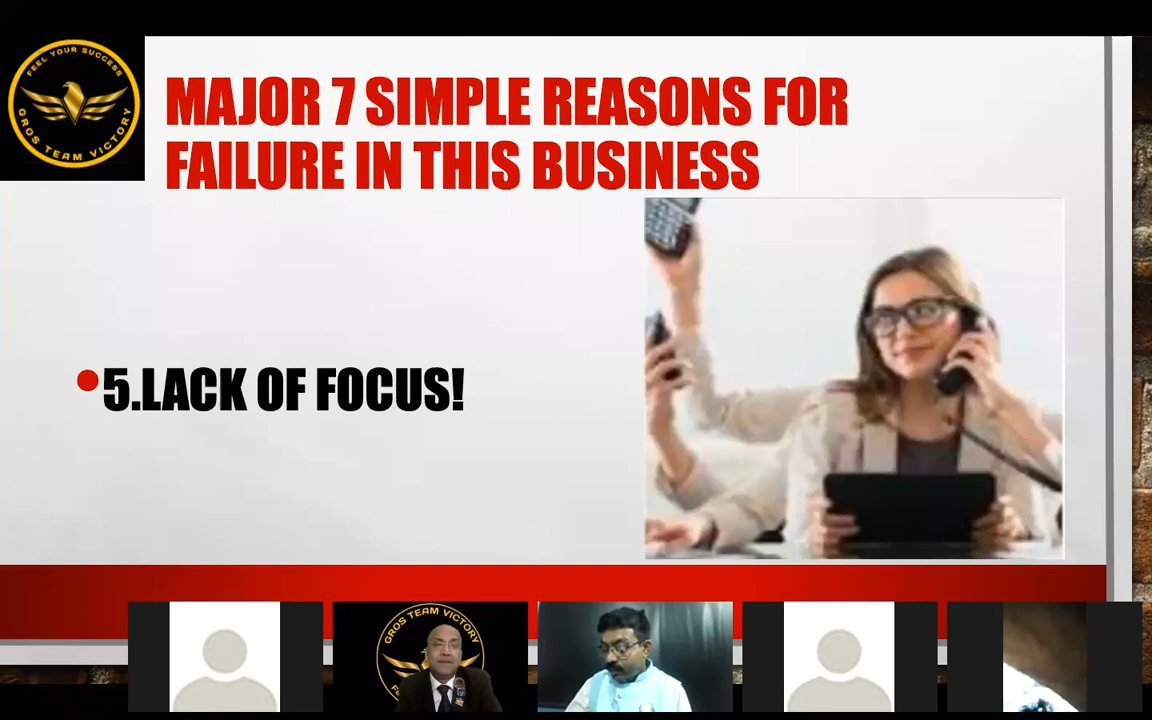 FEEL YOUR SUCCESS
GROS TEAM VICTORY
MAJOR 7 SIMPLE REASONS FOR
FAILURE IN THIS BUSINESS
5.LACK OF FOCUS!
GROS TEAM VICTORY